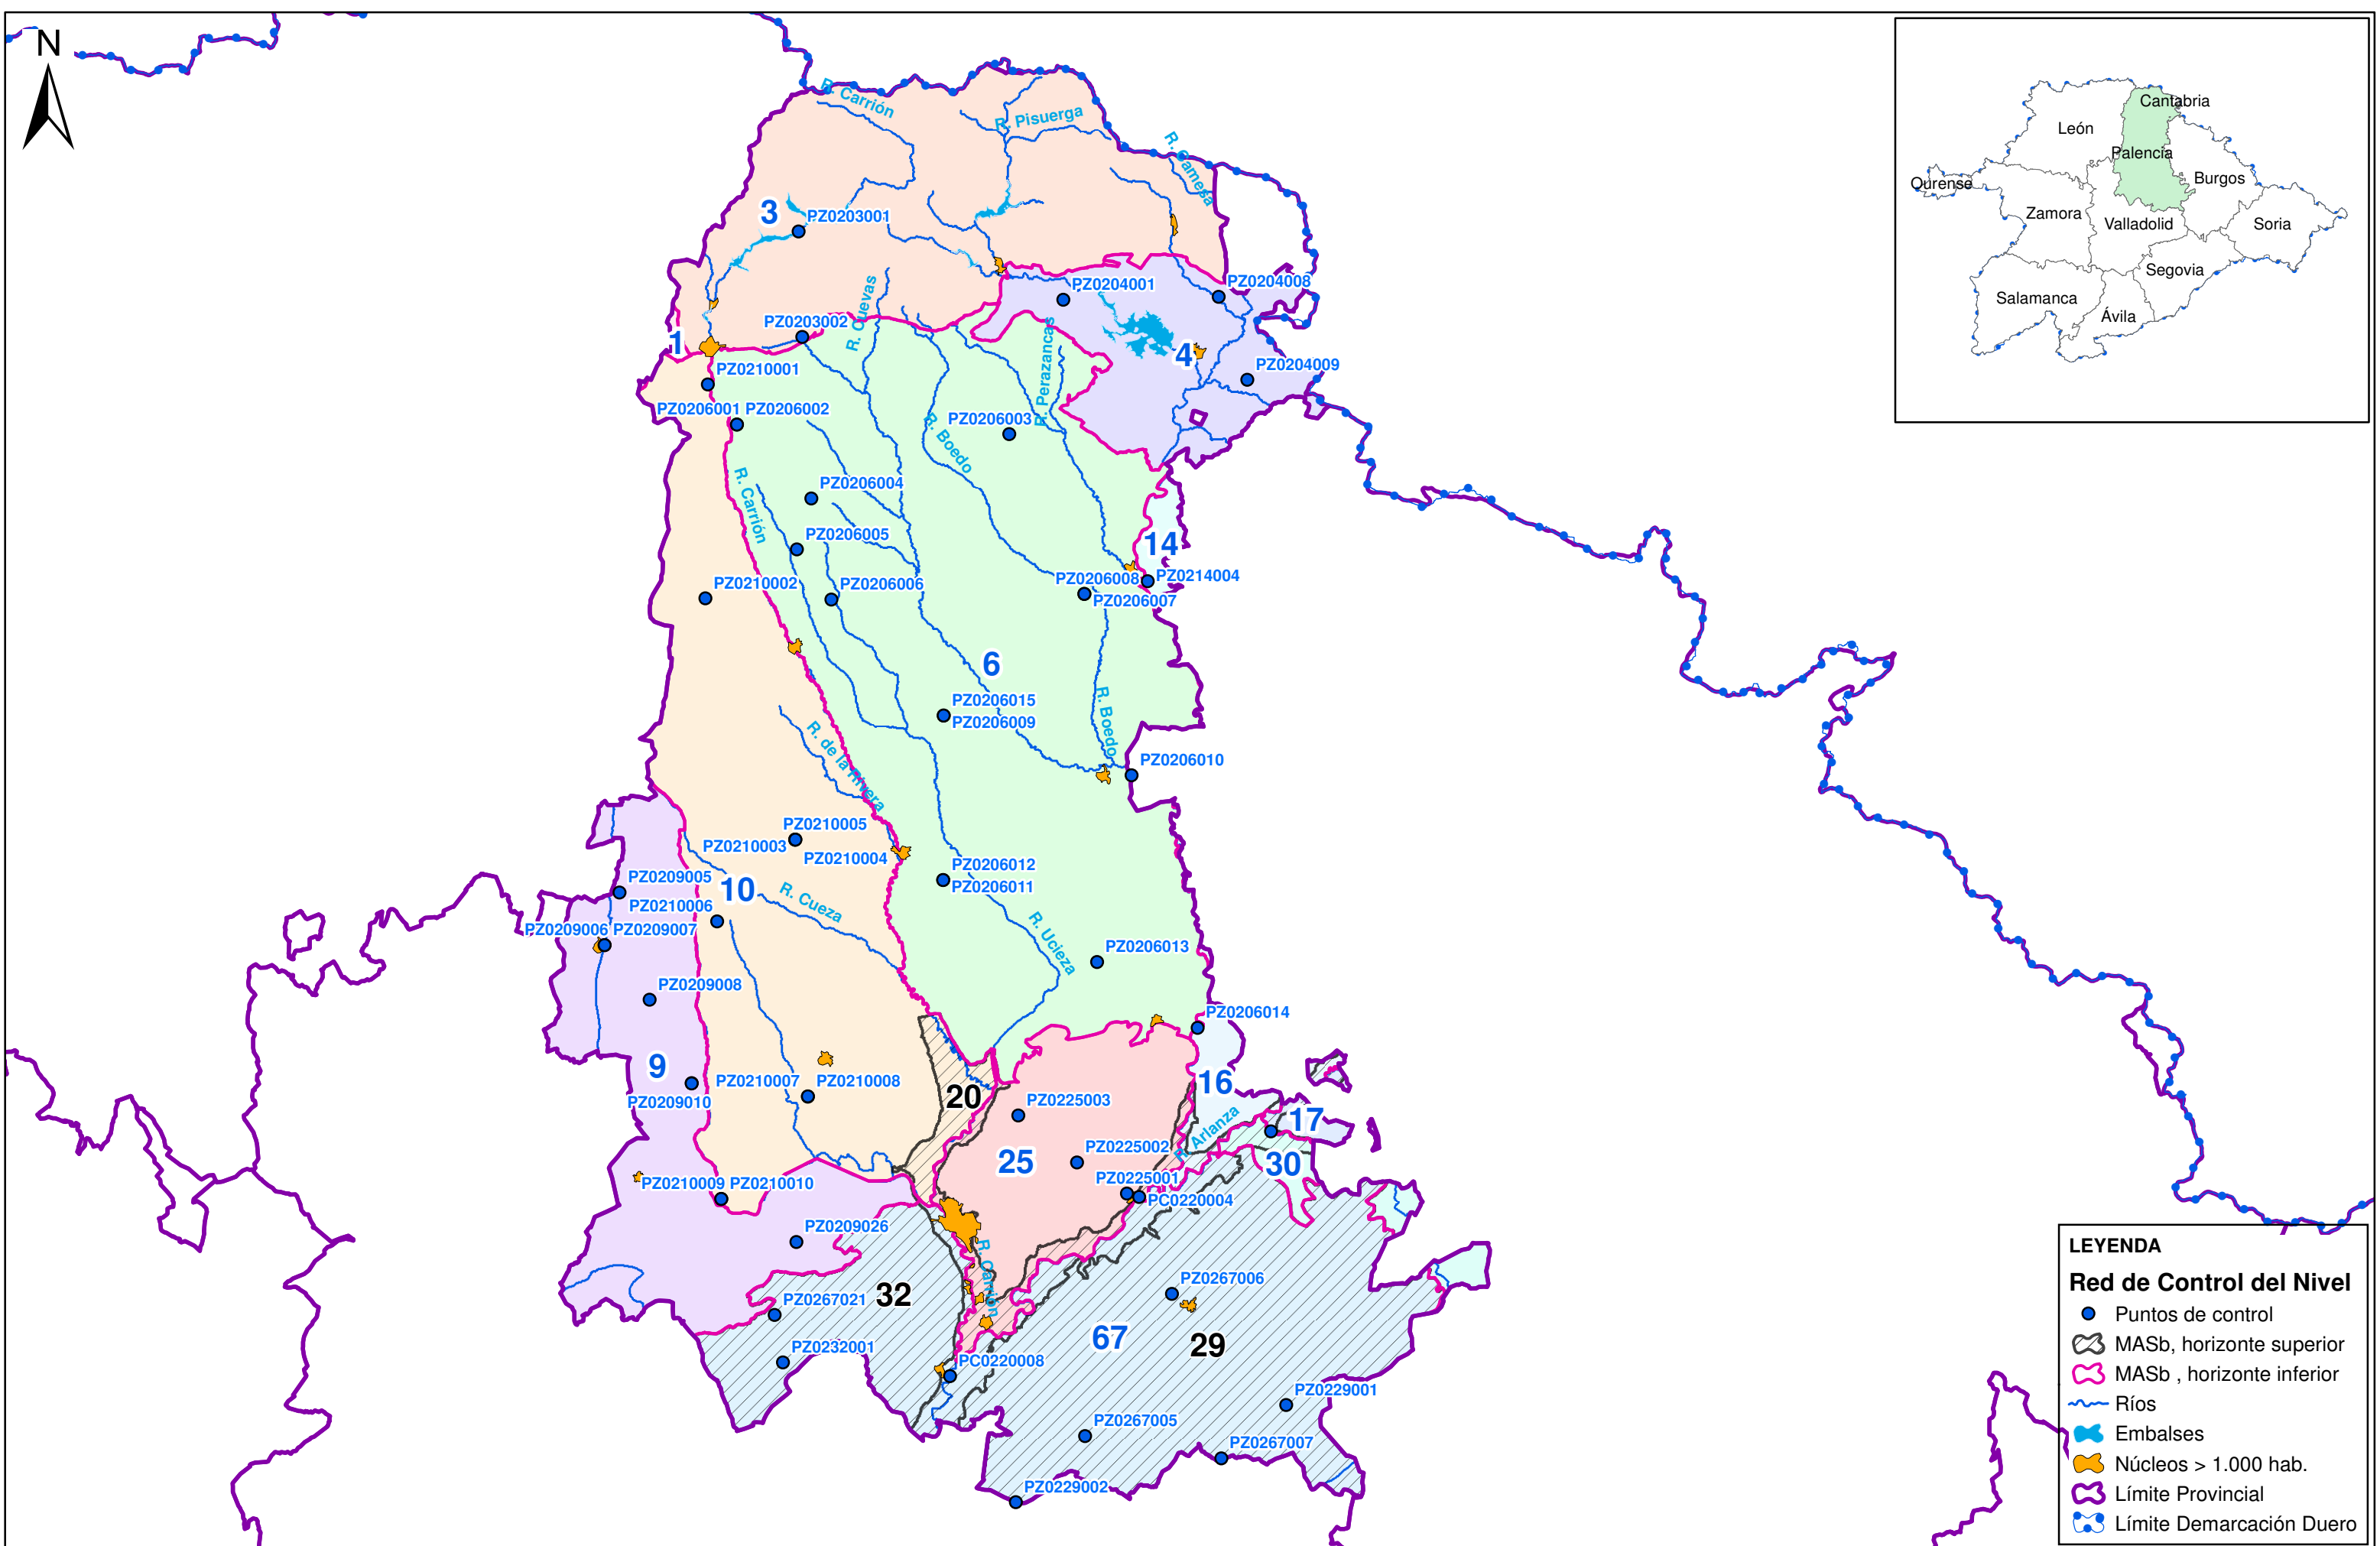 N
R. Carrión
R. Pisuerga
R. Camesa
3
PZ0203001
PZ0204001
PZ0204008
R. Cuevas
PZ0203002
1
4
R. Perazancas
PZ0204009
PZ0210001
PZ0206001
PZ0206002
PZ0206003
R. Boedo
R. Carrión
PZ0206004
PZ0206005
14
PZ0210002
PZ0206006
PZ0206008
PZ0214004
PZ0206007
6
PZ0206015
PZ0206009
R. Boedo
R. de la Rivera
PZ0206010
PZ0210005
PZ0210003
PZ0210004
PZ0206012
PZ0206011
PZ0209005
10
R. Cueza
PZ0210006
PZ0209006
PZ0209007
R. Ucieza
PZ0206013
PZ0209008
PZ0206014
9
PZ0210007
PZ0210008
PZ0209010
20
16
PZ0225003
17
R. Arlanza
PZ0225002
25
30
PZ0225001
PC0220004
PZ0210009
PZ0210010
PZ0209026
R. Carrión
32
PZ0267006
PZ0267021
67
29
PZ0232001
PC0220008
PZ0229001
PZ0267005
PZ0267007
PZ0229002
Cantabria
León
Palencia
Ourense
Burgos
Zamora
Valladolid
Soria
Segovia
Salamanca
Ávila
LEYENDA
Red de Control del Nivel
Puntos de control
MASb, horizonte superior
MASb , horizonte inferior
Ríos
Embalses
Núcleos > 1.000 hab.
Límite Provincial
Límite Demarcación Duero